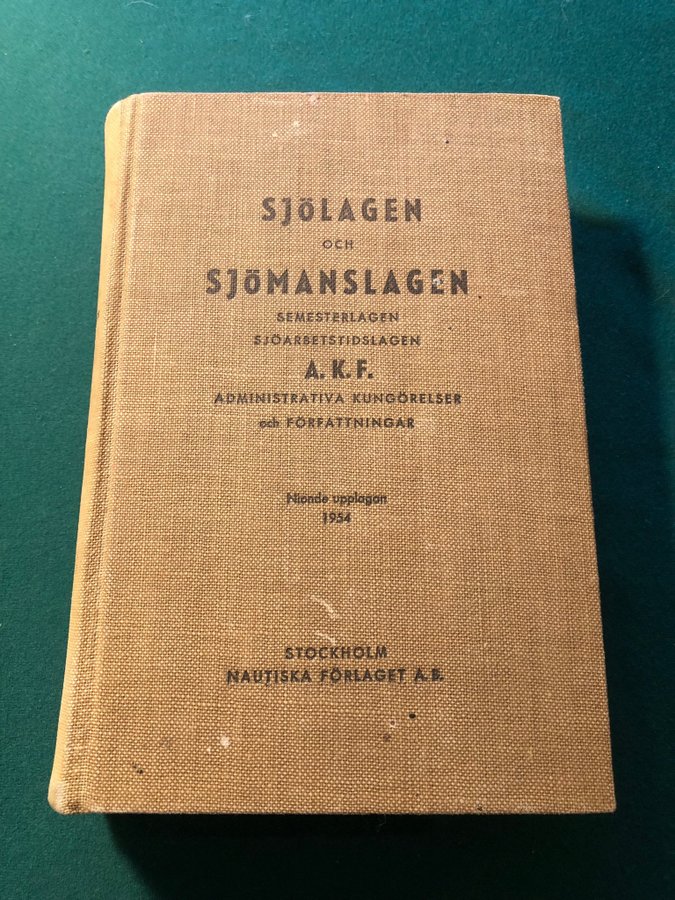 SJÖLAGEN
OCH
SJÖMANSLAGEN
SEMESTERLAGEN
SJÖARBETSTIDSLAGEN
A. K. F.
ADMINISTRATIVA KUNGÖRELSER
och FÖRFATTNINGAR
Nionde upplagan
1954
STOCKHOLM
NAUTISKA FÖRLAGET A. B.